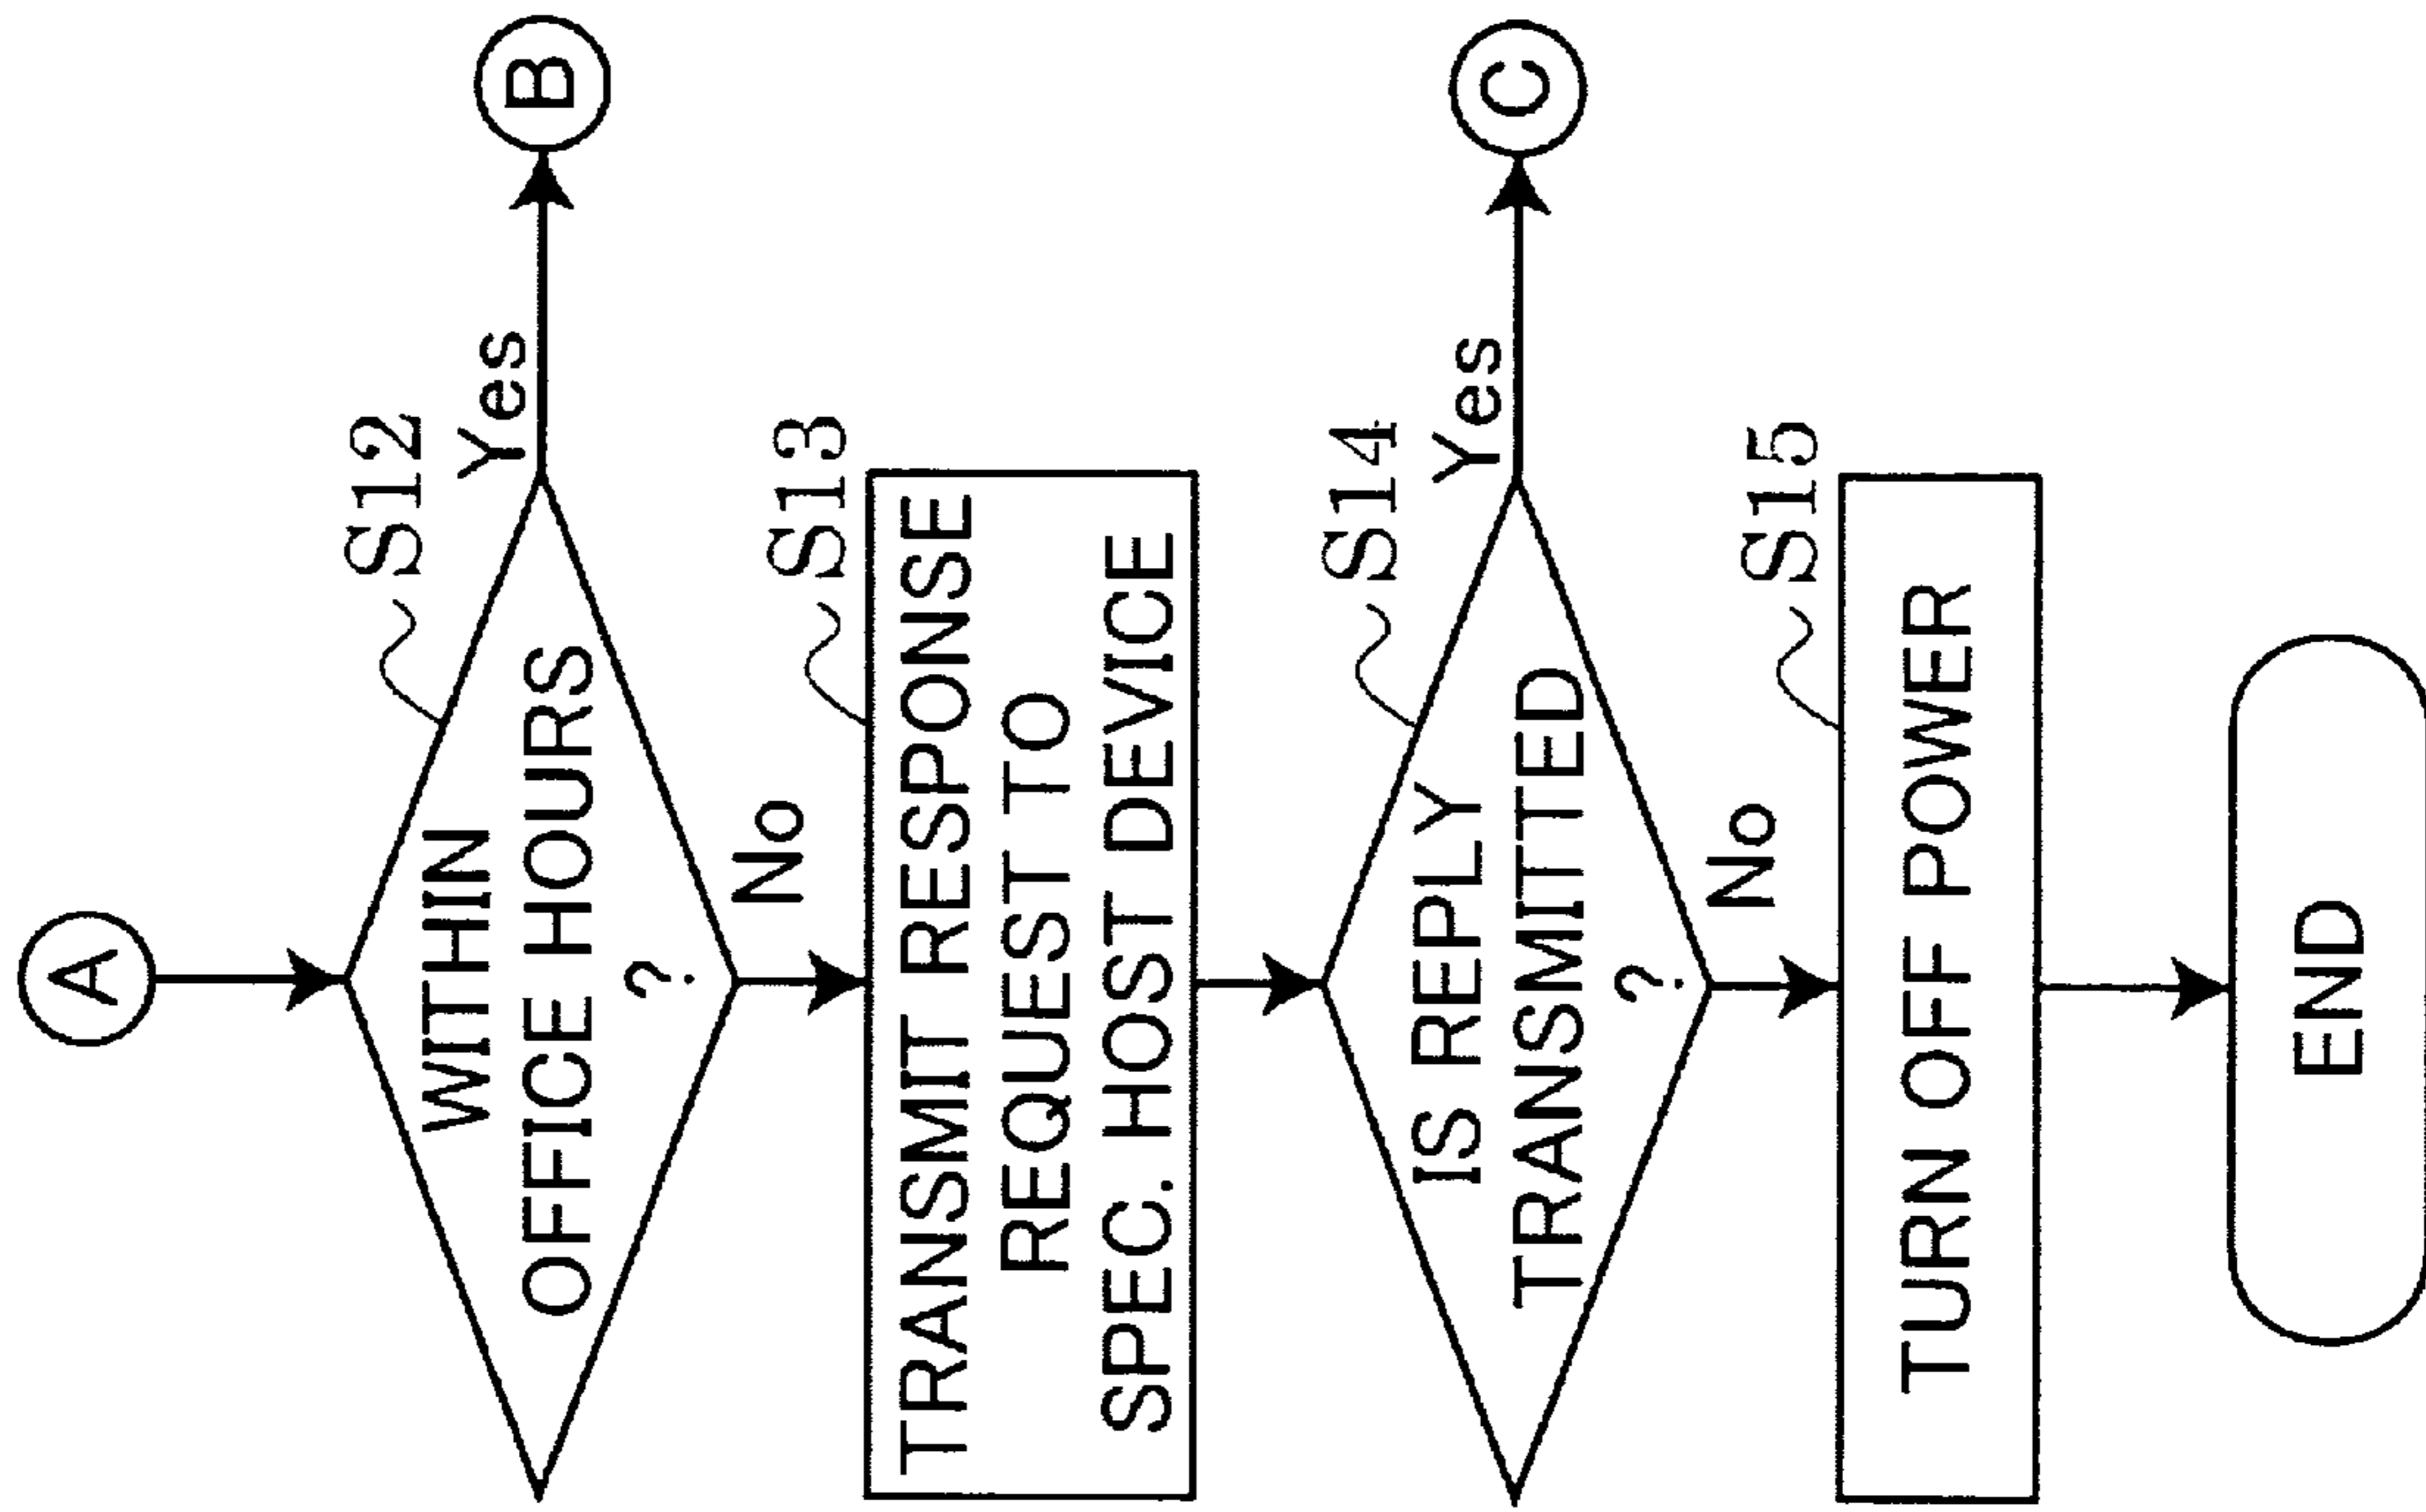 A
S12
WITHIN
OFFICE HOURS
?
Yes
B
No
S13
TRANSMIT RESPONSE
REQUEST TO
SPEC. HOST DEVICE
S14
IS REPLY
TRANSMITTED
?
Yes
C
No
S15
TURN OFF POWER
END